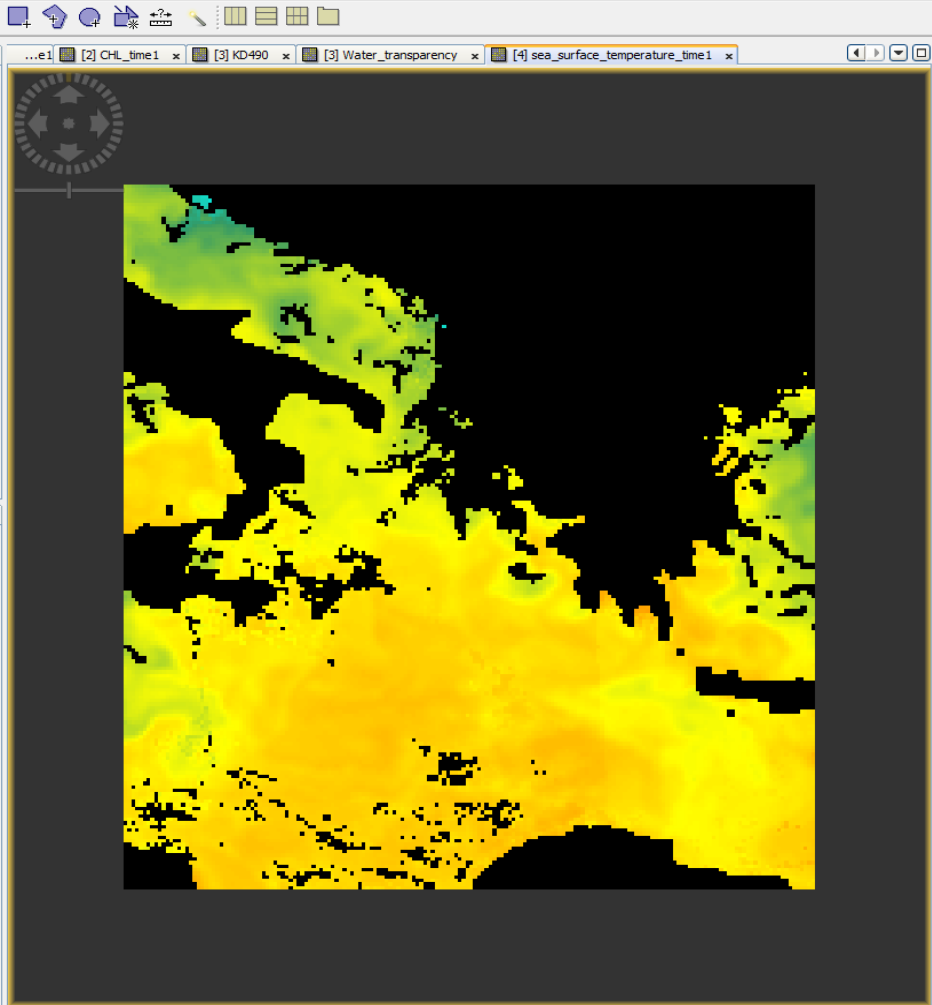 ...e1 [2] CHL_time1 [3] KD490 [3] Water_transparency [4] sea_surface_temperature_time1